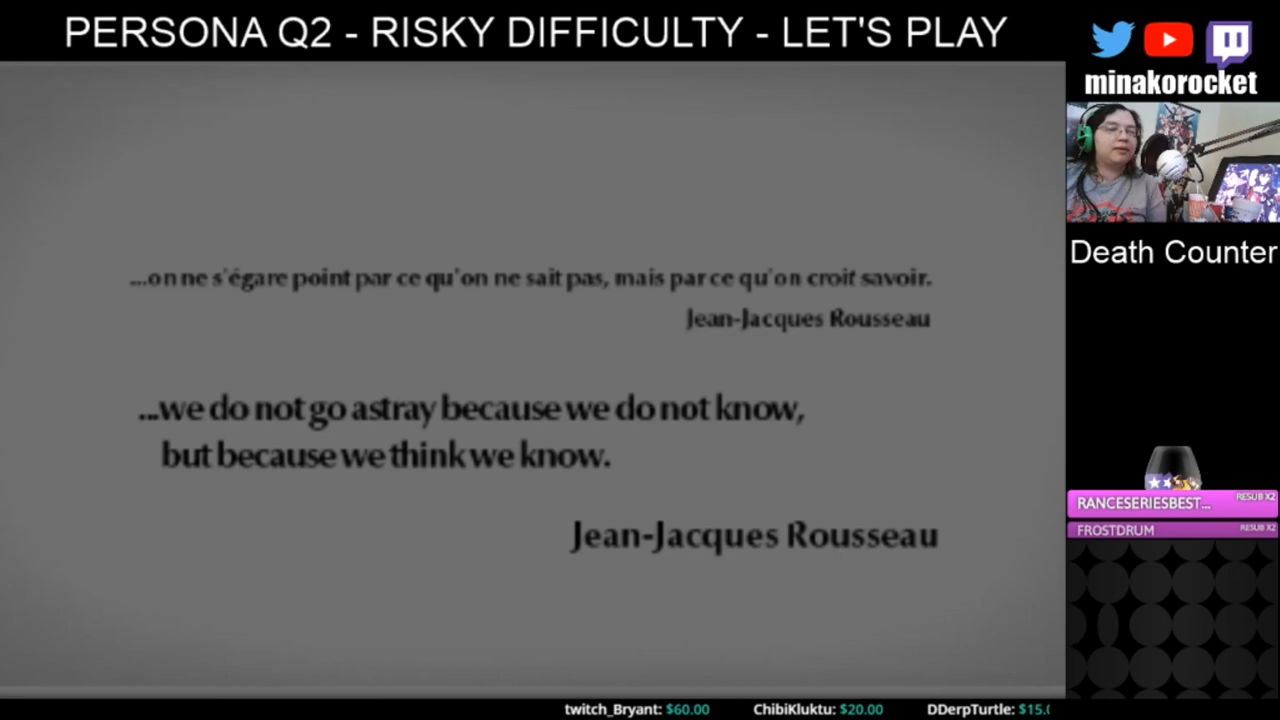 PERSONA Q2 - RISKY DIFFICULTY - LET'S PLAY
minakorocket
Death Counter
...on ne s'égare point par ce qu'on ne sait pas, mais par ce qu'on croit savoir.
Jean-Jacques Rousseau
...we do not go astray because we do not know,
but because we think we know.
Jean-Jacques Rousseau
RANCESERIESBEST... RESUB X2
FROSTDRUM RESUB X2
twitch_Bryant: $60.00 ChibiKluktu: $20.00 DDerpTurtle: